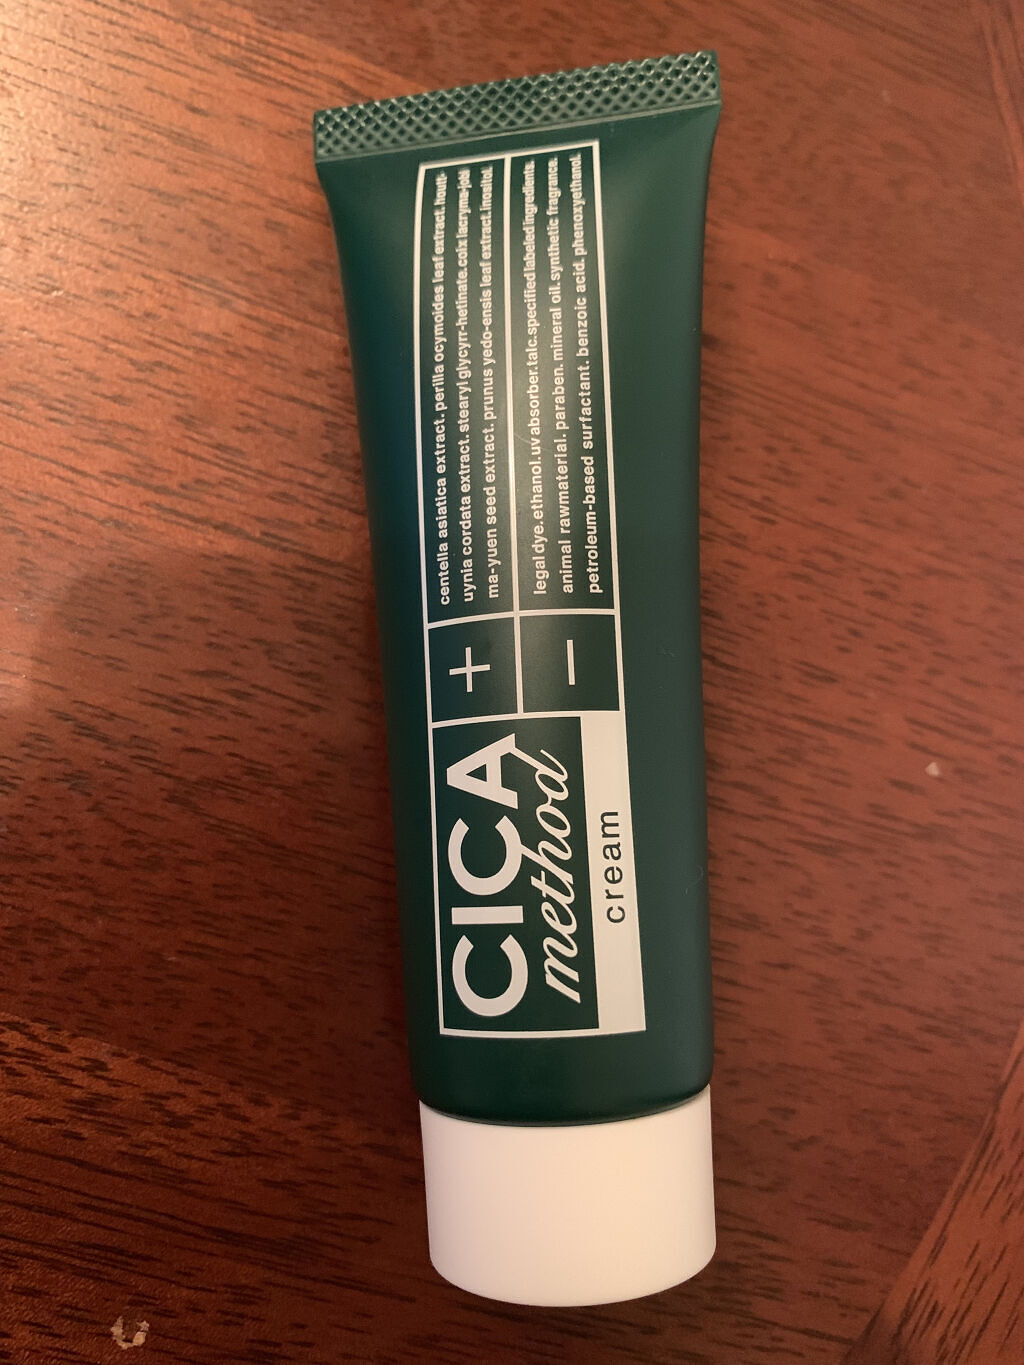 CICA
method
cream
+
centella asiatica extract. perilla ocymoides leaf extract. houtt-
uynia cordata extract. stearyl glycyrr-hetinate. coix lacryma-jobi
ma-yuen seed extract. prunus yedo-ensis leaf extract. inositol.
−
legal dye. ethanol. uv absorber. talc. specified labeled ingredients.
animal rawmaterial. paraben. mineral oil. synthetic fragrance.
petroleum-based surfactant. benzoic acid. phenoxyethanol.